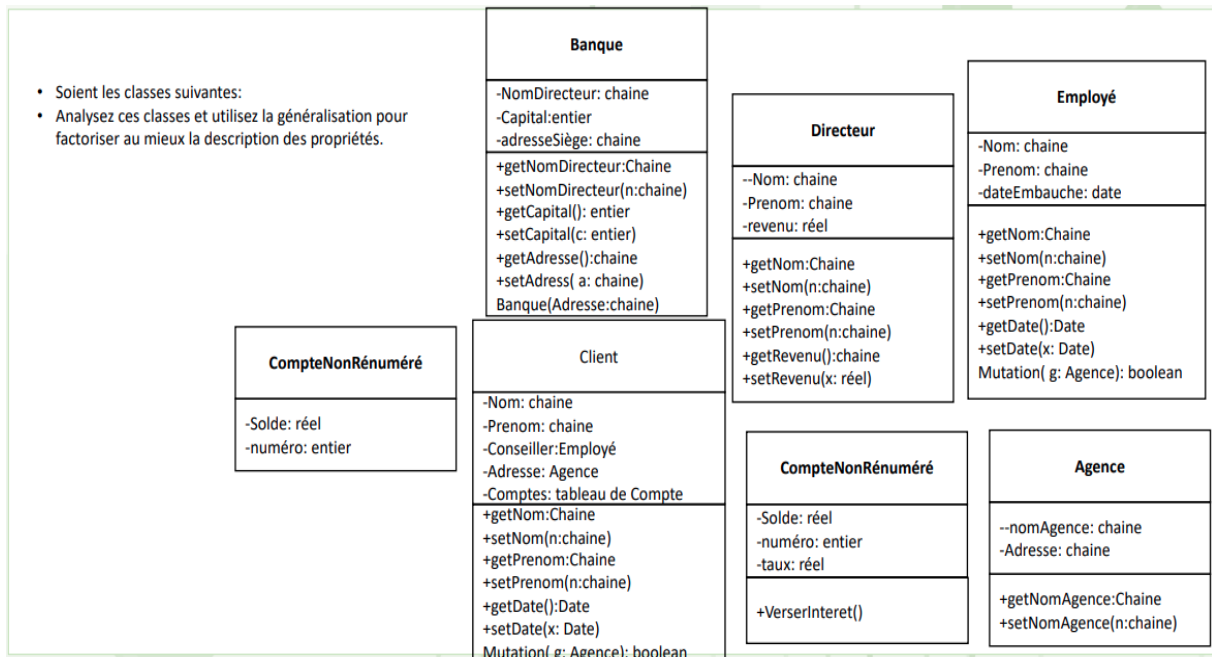 • Soient les classes suivantes:
• Analysez ces classes et utilisez la généralisation pour
factoriser au mieux la description des propriétés.
Banque
-NomDirecteur: chaine
-Capital:entier
-adresseSiège: chaine
+getNomDirecteur:Chaine
+setNomDirecteur(n:chaine)
+getCapital(): entier
+setCapital(c: entier)
+getAdresse():chaine
+setAdress( a: chaine)
Banque(Adresse:chaine)
Directeur
--Nom: chaine
-Prenom: chaine
-revenu: réel
+getNom:Chaine
+setNom(n:chaine)
+getPrenom:Chaine
+setPrenom(n:chaine)
+getRevenu():chaine
+setRevenu(x: réel)
Employé
-Nom: chaine
-Prenom: chaine
-dateEmbauche: date
+getNom:Chaine
+setNom(n:chaine)
+getPrenom:Chaine
+setPrenom(n:chaine)
+getDate():Date
+setDate(x: Date)
Mutation( g: Agence): boolean
CompteNonRénuméré
-Solde: réel
-numéro: entier
Client
-Nom: chaine
-Prenom: chaine
-Conseiller:Employé
-Adresse: Agence
-Comptes: tableau de Compte
+getNom:Chaine
+setNom(n:chaine)
+getPrenom:Chaine
+setPrenom(n:chaine)
+getDate():Date
+setDate(x: Date)
Mutation( g: Agence): boolean
CompteNonRénuméré
-Solde: réel
-numéro: entier
-taux: réel
+VerserInteret()
Agence
--nomAgence: chaine
-Adresse: chaine
+getNomAgence:Chaine
+setNomAgence(n:chaine)